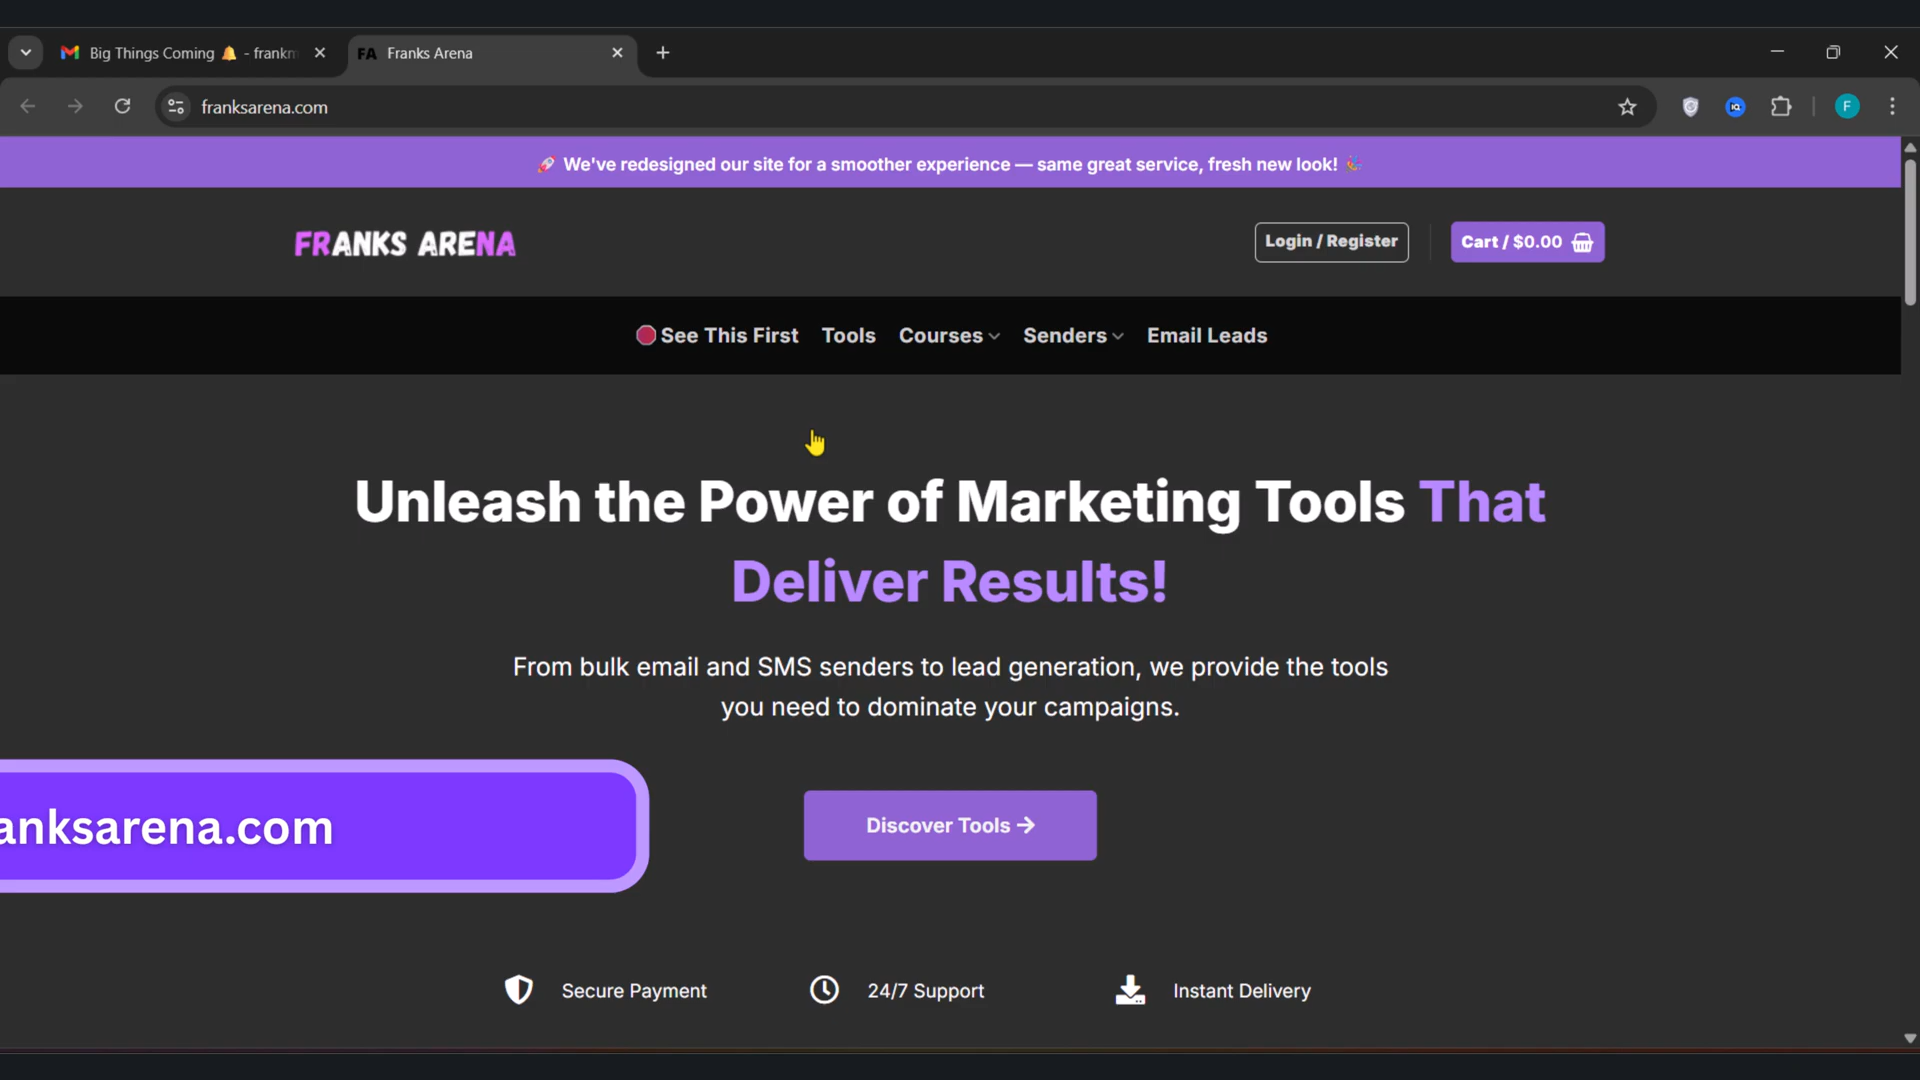 Big Things Coming 🔔 - frankm
Franks Arena
franksarena.com
🚀 We've redesigned our site for a smoother experience — same great service, fresh new look! 🎉
FRANKS ARENA
Login / Register
Cart / $0.00
See This First
Tools
Courses
Senders
Email Leads
Unleash the Power of Marketing Tools That
Deliver Results!
From bulk email and SMS senders to lead generation, we provide the tools
you need to dominate your campaigns.
anksarena.com
Discover Tools →
Secure Payment
24/7 Support
Instant Delivery